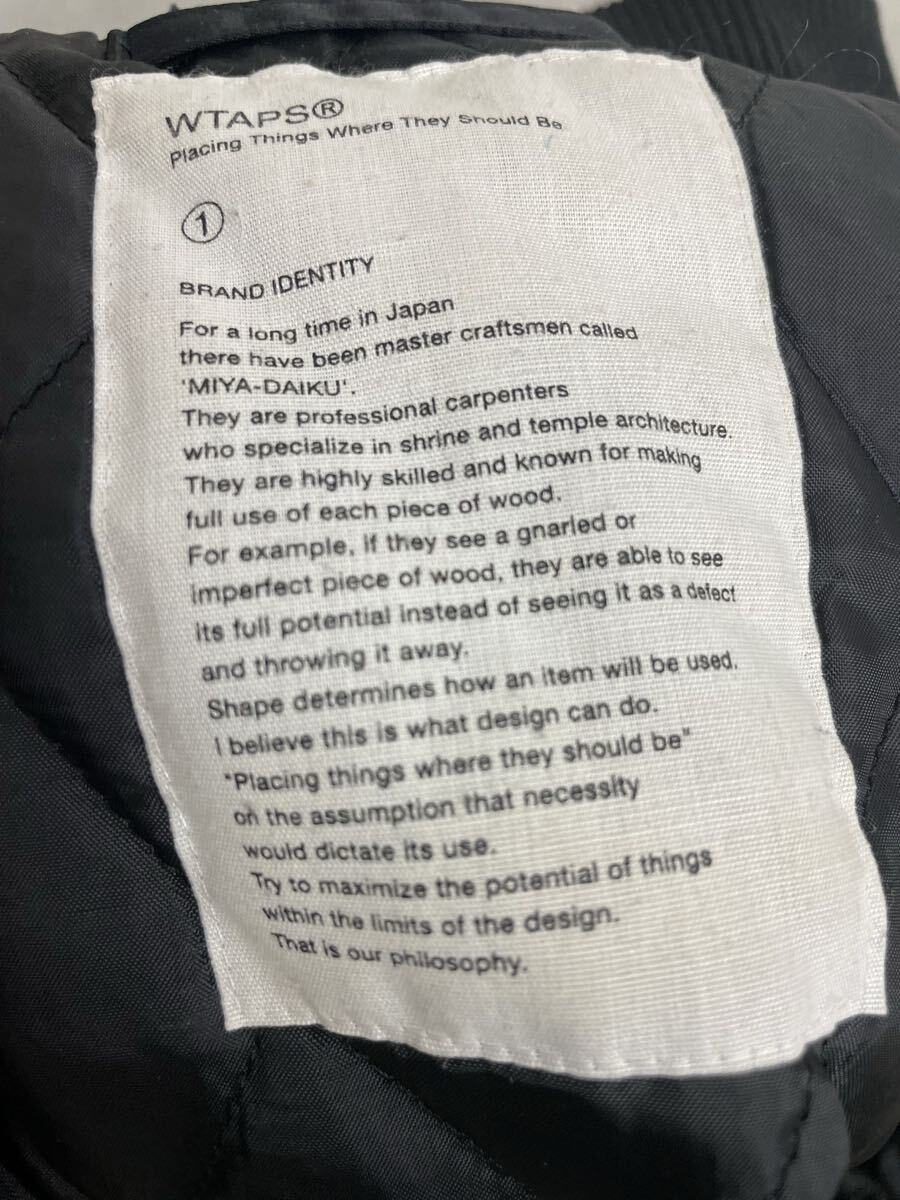 WTAPS®
Placing Things Where They Should Be
①
BRAND IDENTITY
For a long time in Japan
there have been master craftsmen called
'MIYA-DAIKU'.
They are professional carpenters
who specialize in shrine and temple architecture.
They are highly skilled and known for making
full use of each piece of wood.
For example, if they see a gnarled or
imperfect piece of wood, they are able to see
its full potential instead of seeing it as a defect
and throwing it away.
Shape determines how an item will be used.
I believe this is what design can do.
"Placing things where they should be"
on the assumption that necessity
would dictate its use.
Try to maximize the potential of things
within the limits of the design.
That is our philosophy.